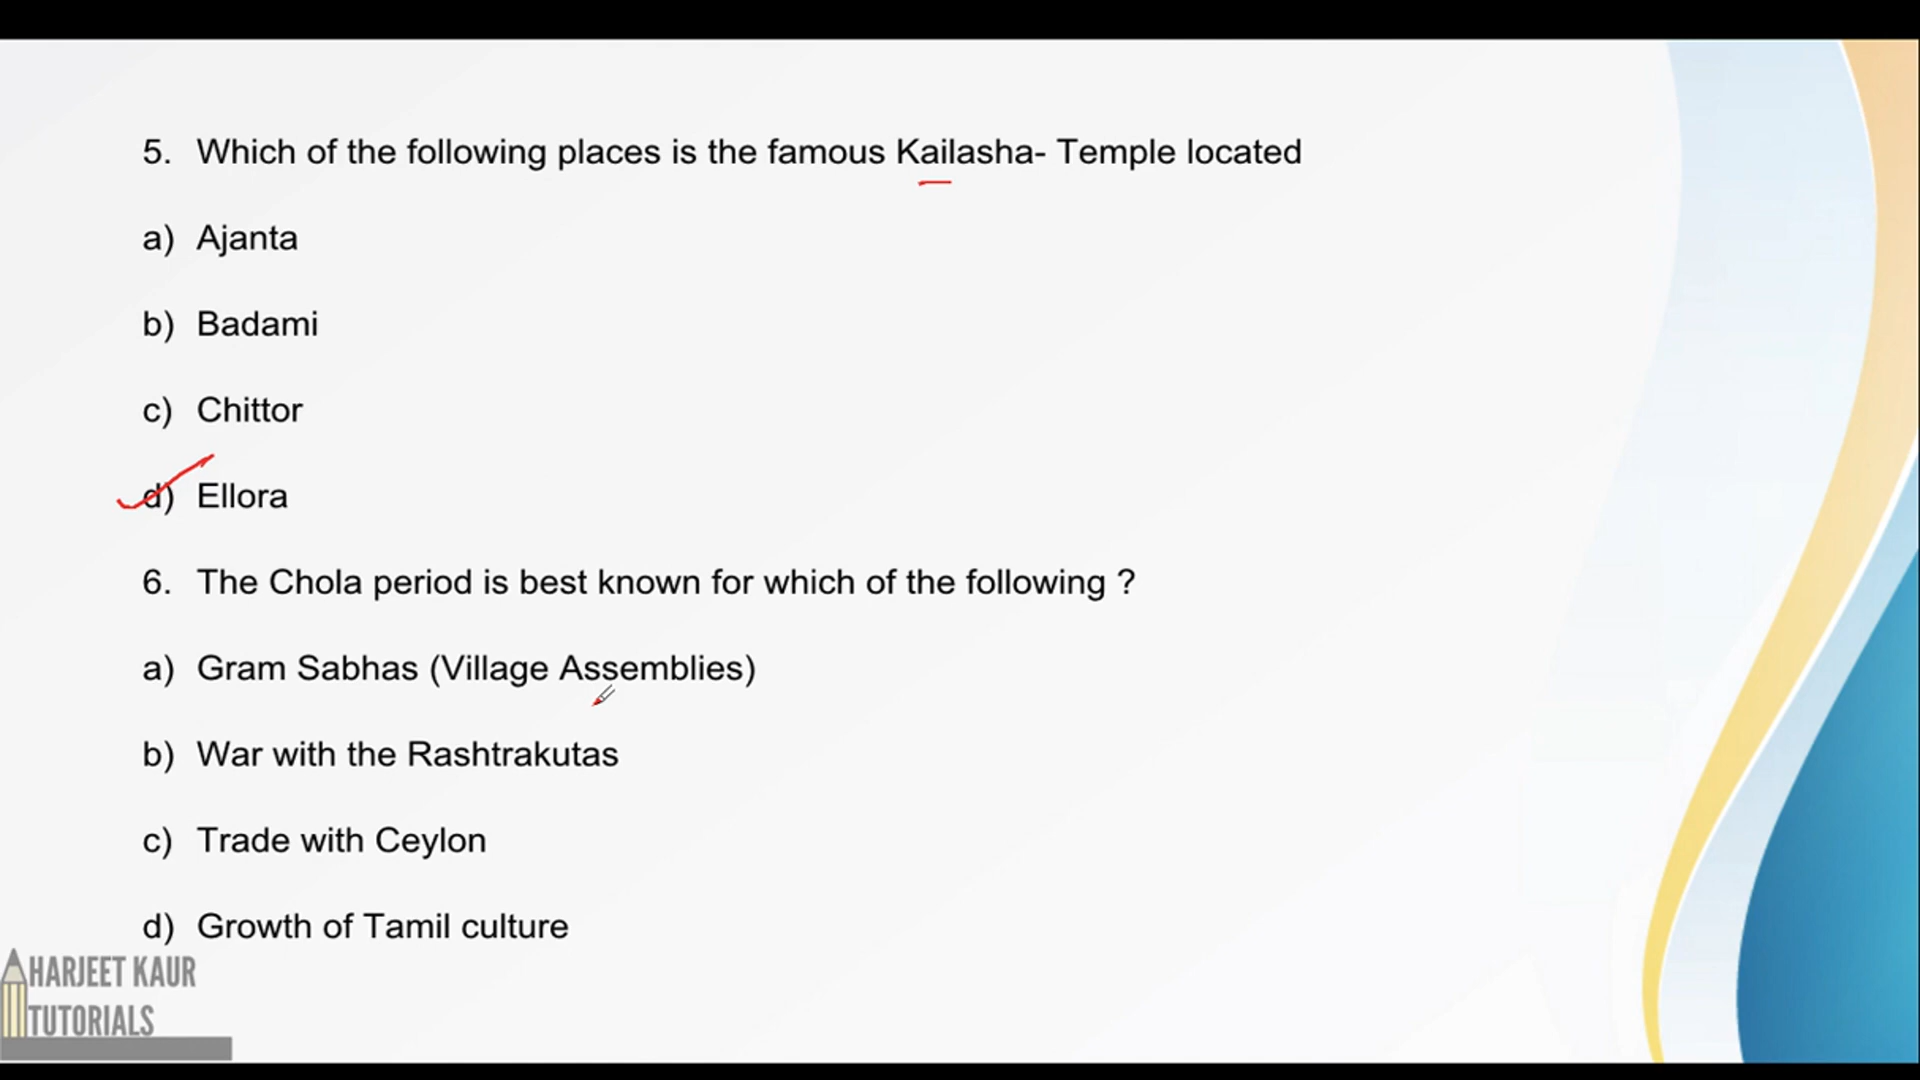 5. Which of the following places is the famous Kailasha- Temple located
a) Ajanta
b) Badami
c) Chittor
d) Ellora
6. The Chola period is best known for which of the following ?
a) Gram Sabhas (Village Assemblies)
b) War with the Rashtrakutas
c) Trade with Ceylon
d) Growth of Tamil culture
HARJEET KAUR
TUTORIALS